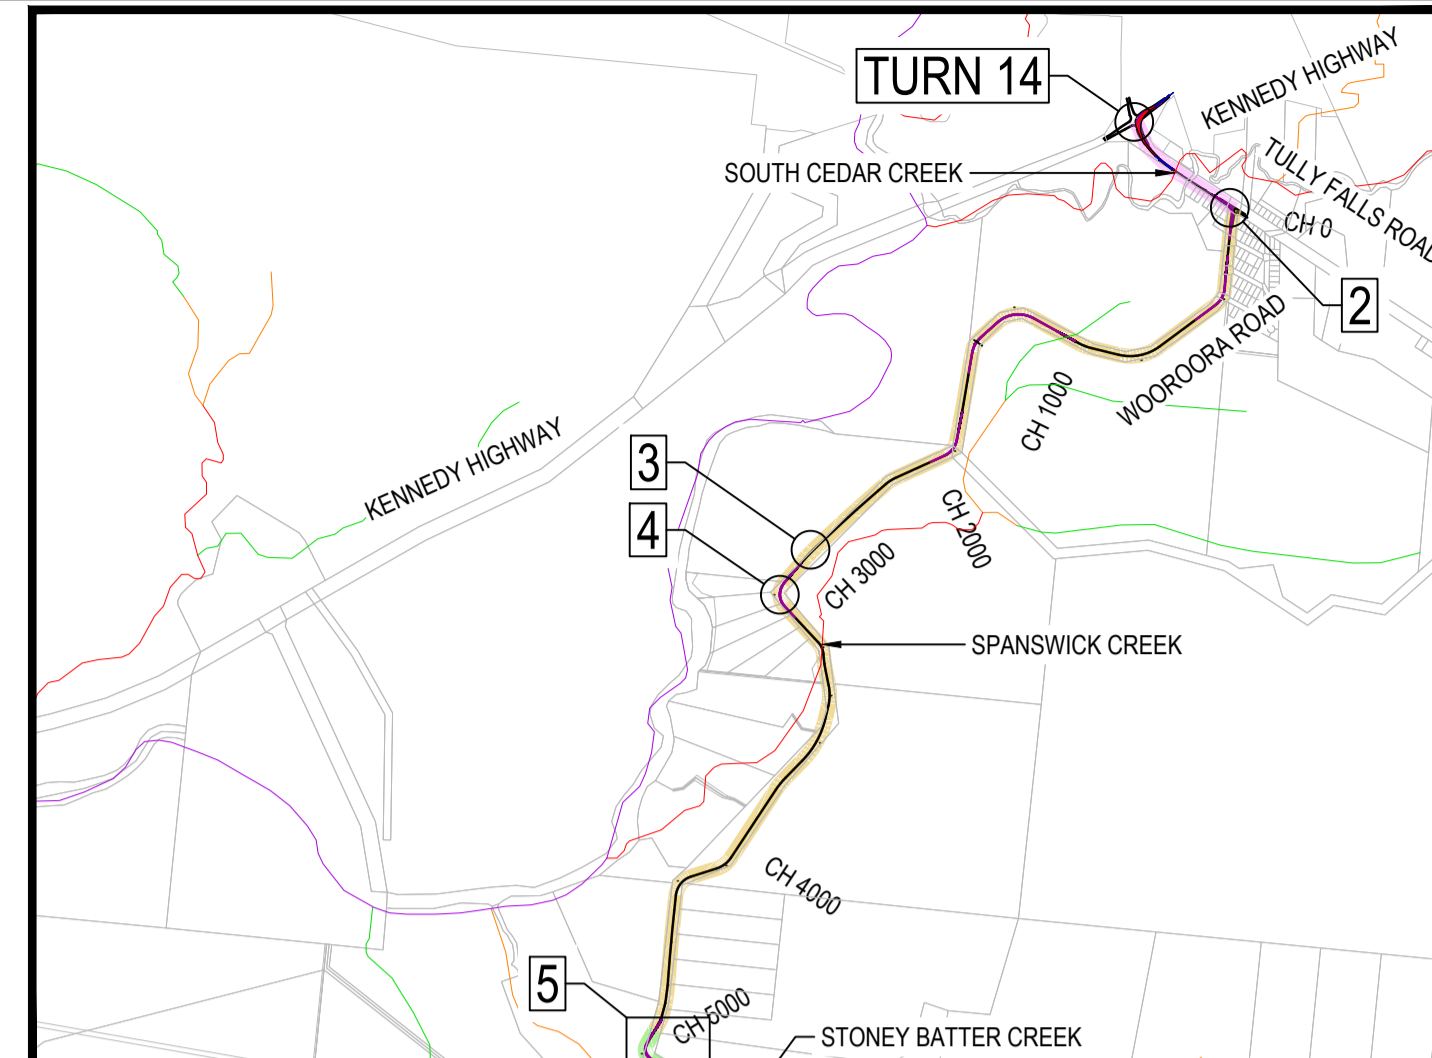 TURN 14
KENNEDY HIGHWAY
SOUTH CEDAR CREEK
TULLY FALLS ROAD
CH 0
2
WOOROORA ROAD
CH 1000
KENNEDY HIGHWAY
3
4
CH 2000
CH 3000
SPANSWICK CREEK
CH 4000
5
CH 5000
STONEY BATTER CREEK